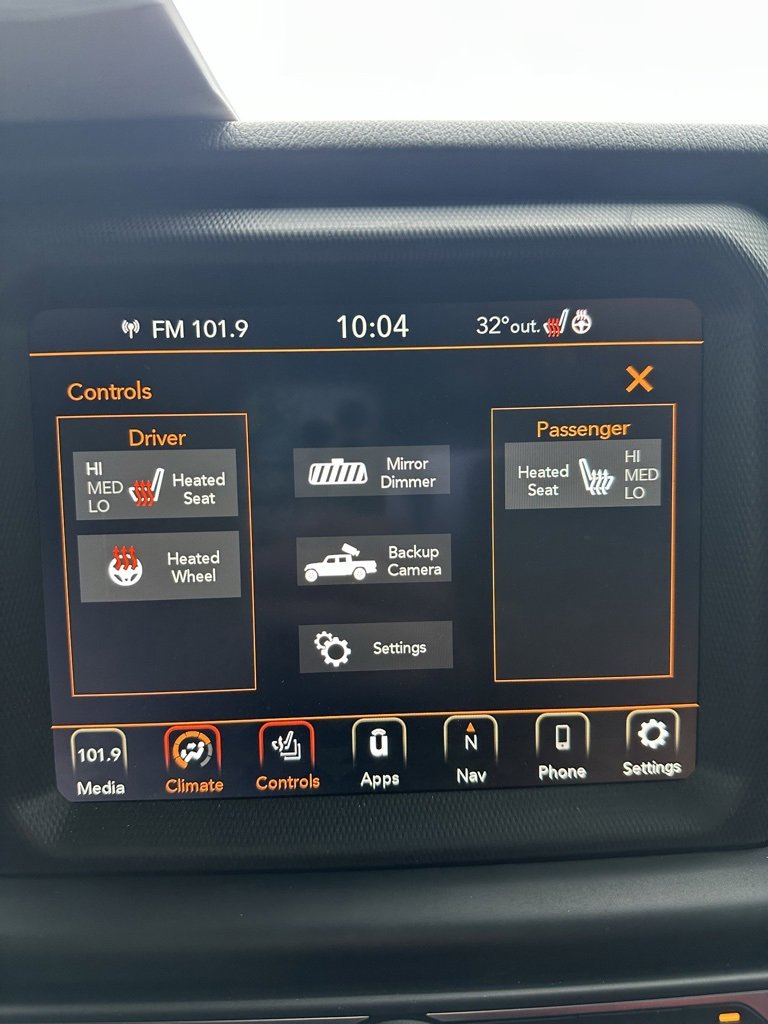 FM 101.9
10:04
32°out.
Controls
Driver
HI
MED
LO
Heated
Seat
Heated
Wheel
Mirror
Dimmer
Backup
Camera
Settings
Passenger
Heated
Seat
HI
MED
LO
101.9
Media
Climate
Controls
Apps
N
Nav
Phone
Settings